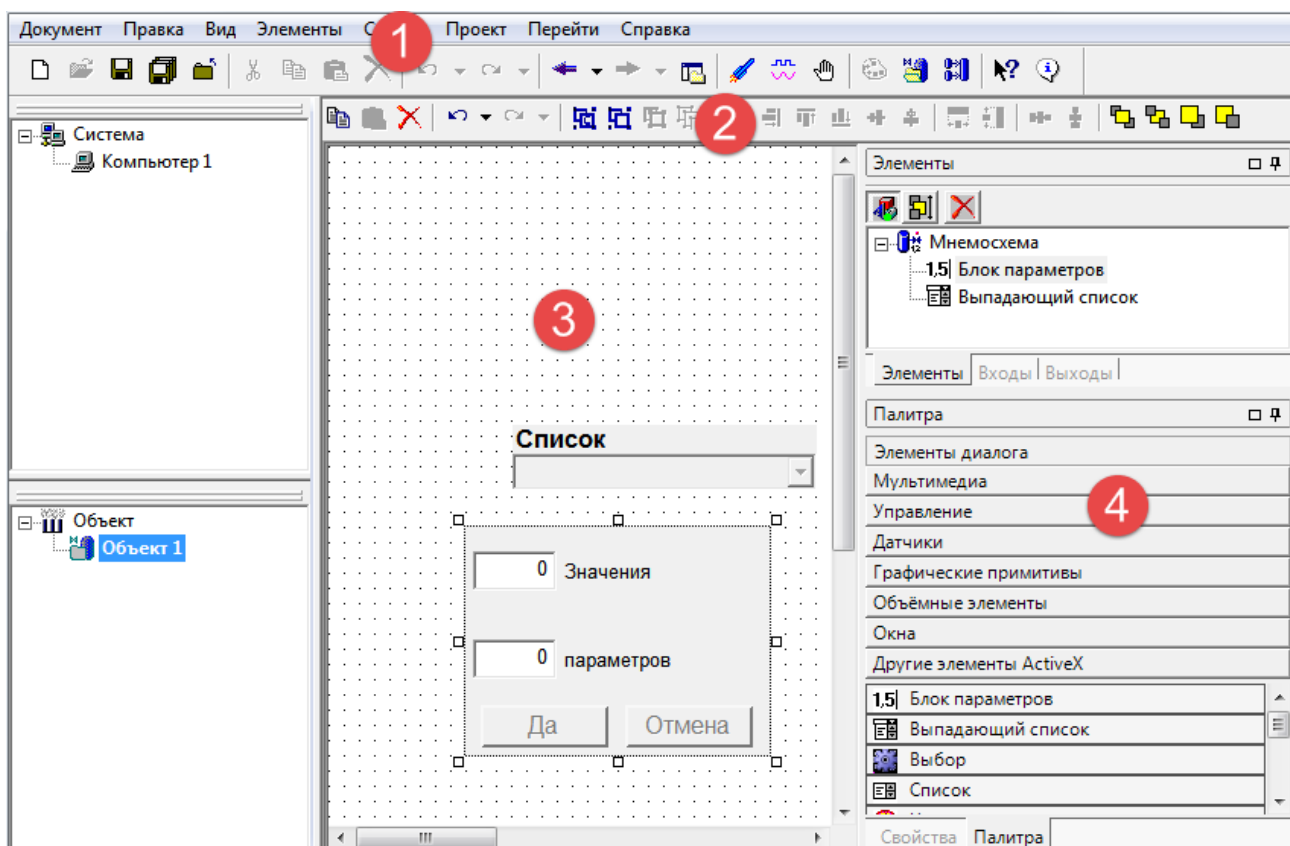 Документ Правка Вид Элементы Проект Перейти Справка
1
2
Система
Компьютер 1
Объект
Объект 1
3
Список
0 Значения
0 параметров
Да Отмена
Элементы
Мнемосхема
1,5 Блок параметров
Выпадающий список
Элементы Входы Выходы
Палитра
Элементы диалога
Мультимедиа
Управление
4
Датчики
Графические примитивы
Объёмные элементы
Окна
Другие элементы ActiveX
1,5 Блок параметров
Выпадающий список
Выбор
Список
Свойства Палитра